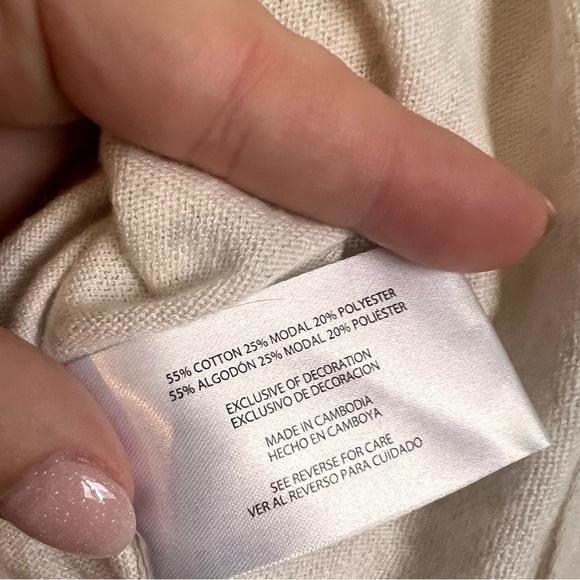 55% COTTON 25% MODAL 20% POLYESTER
55% ALGODÓN 25% MODAL 20% POLIÉSTER
EXCLUSIVE OF DECORATION
EXCLUSIVO DE DECORACION
MADE IN CAMBODIA
HECHO EN CAMBOYA
SEE REVERSE FOR CARE
VER AL REVERSO PARA CUIDADO